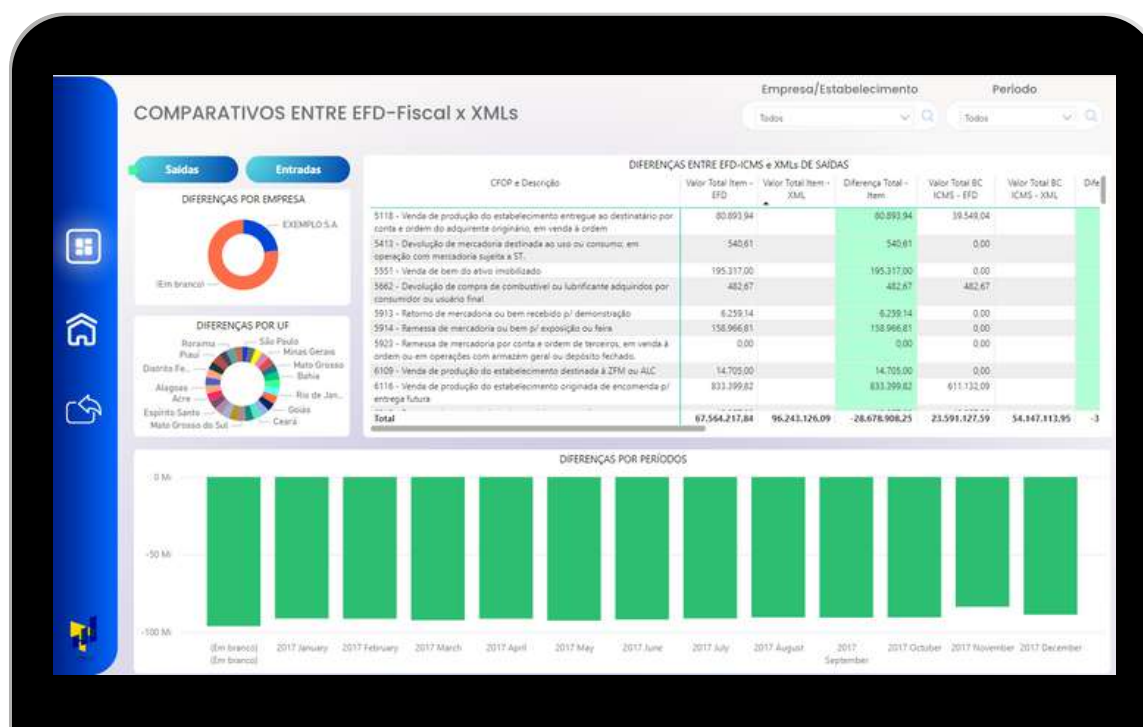 Empresa/Estabelecimento
Período
COMPARATIVOS ENTRE EFD-Fiscal x XMLs
Todos
Todos
Saídas
Entradas
DIFERENÇAS POR EMPRESA
EXEMPLO S.A
(Em branco)
DIFERENÇAS POR UF
Roraima
São Paulo
Piauí
Minas Gerais
Distrito Fe...
Mato Grosso
Bahia
Alagoas
Acre
Rio de Jan...
Espírito Santo
Goiás
Mato Grosso do Sul
Ceará
DIFERENÇAS ENTRE EFD-ICMS e XMLs DE SAÍDAS
CFOP e Descrição
Valor Total Item - EFD
Valor Total Item - XML
Diferença Total - Item
Valor Total BC ICMS - EFD
Valor Total BC ICMS - XML
Dife
5118 - Venda de produção do estabelecimento entregue ao destinatário por 80.893,94 80.893,94 39.549,04
conta e ordem do adquirente originário, em venda à ordem
5413 - Devolução de mercadoria destinada ao uso ou consumo, em 540,61 540,61 0,00
operação com mercadoria sujeita a ST.
5551 - Venda de bem do ativo imobilizado 195.317,00 195.317,00 0,00
5662 - Devolução de compra de combustível ou lubrificante adquiridos por 482,67 482,67 482,67
consumidor ou usuário final
5913 - Retorno de mercadoria ou bem recebido p/ demonstração 6.259,14 6.259,14 0,00
5914 - Remessa de mercadoria ou bem p/ exposição ou feira 158.966,81 158.966,81 0,00
5923 - Remessa de mercadoria por conta e ordem de terceiros, em venda à 0,00 0,00 0,00
ordem ou em operações com armazém geral ou depósito fechado.
6109 - Venda de produção do estabelecimento destinada à ZFM ou ALC 14.705,00 14.705,00 0,00
6116 - Venda de produção do estabelecimento originada de encomenda p/ 833.399,82 833.399,82 611.132,09
entrega futura
Total 67.564.217,84 96.243.126,09 -28.678.908,25 23.591.127,59 54.147.113,95 -3
DIFERENÇAS POR PERÍODOS
0 Mi
-50 Mi
-100 Mi
(Em branco) 2017 January 2017 February 2017 March 2017 April 2017 May 2017 June 2017 July 2017 August 2017 September 2017 October 2017 November 2017 December
(Em branco)